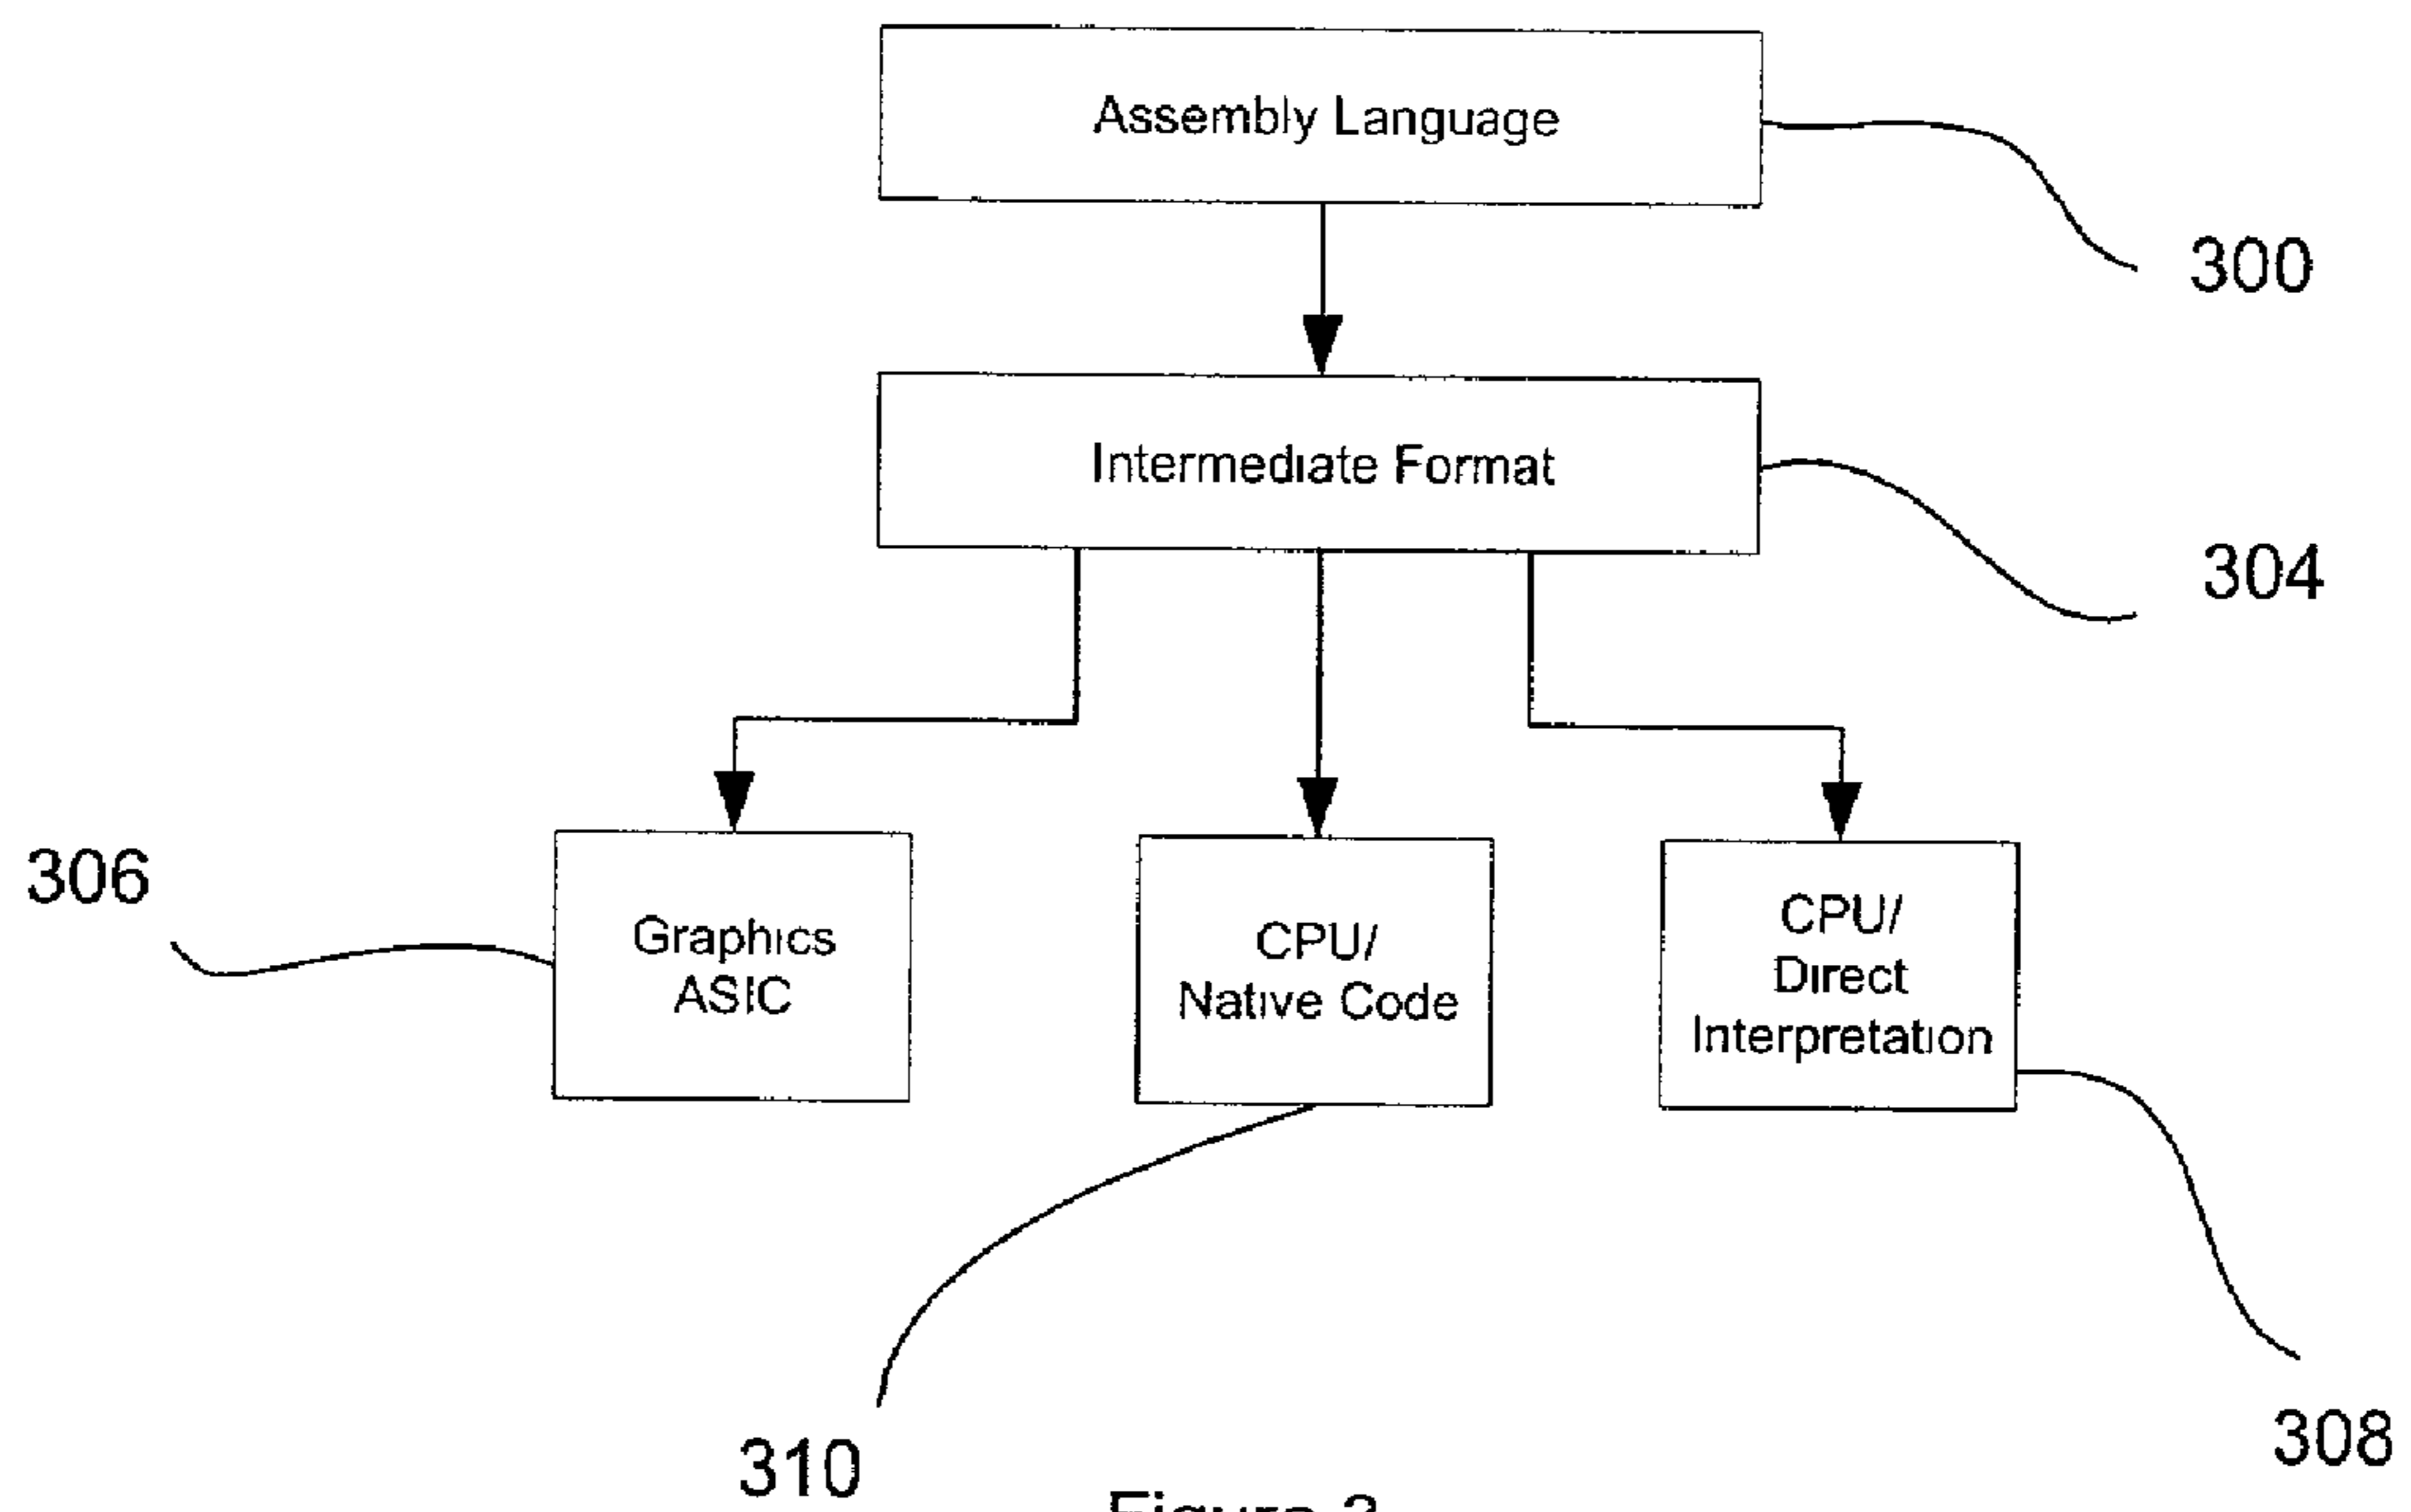 Assembly Language
300
Intermediate Format
304
306
Graphics
ASIC
CPU/
Native Code
CPU/
Direct
Interpretation
310
308